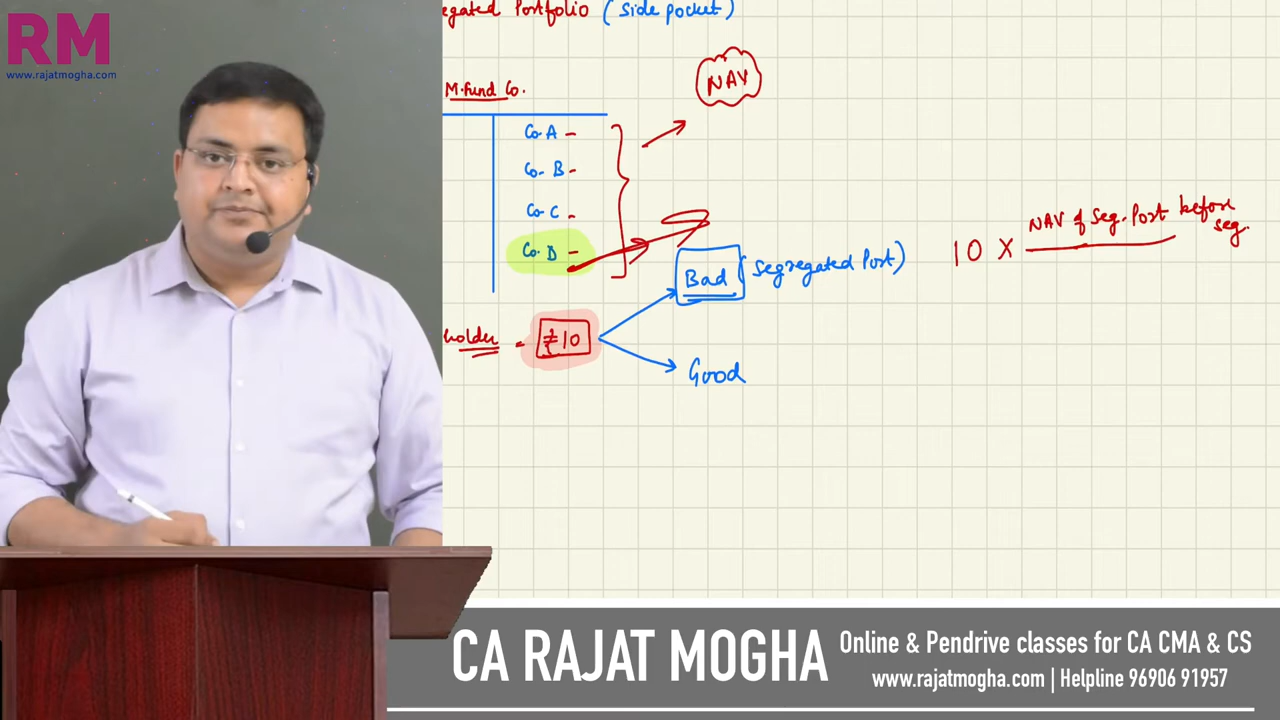 RM
www.rajatmogha.com
egated Portfolio (side pocket)
M.Fund Co.
NAV
Co. A -
Co. B -
Co. C -
Co. D -
Bad (Segregated Port)
holder = ₹10
Good
10 X NAV of Seg. Port before seg.
CA RAJAT MOGHA
Online & Pendrive classes for CA CMA & CS
www.rajatmogha.com | Helpline 96906 91957